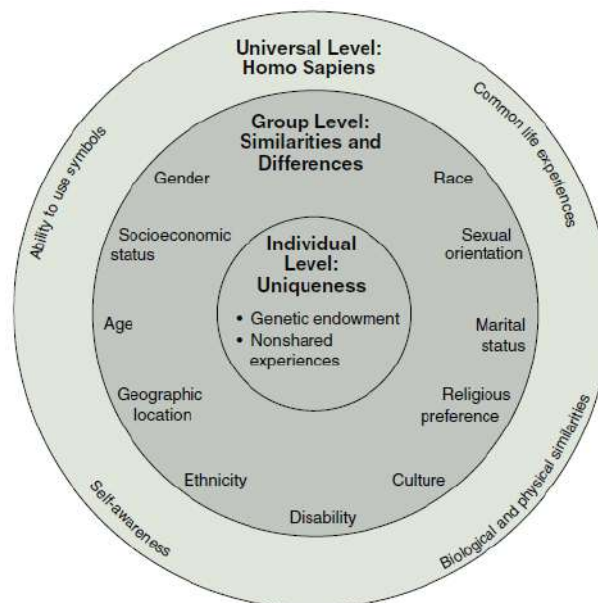 Universal Level:
Homo Sapiens
Ability to use symbols
Common life experiences
Group Level:
Similarities and
Differences
Gender
Race
Socioeconomic
status
Sexual
orientation
Individual
Level:
Uniqueness
• Genetic endowment
• Nonshared
experiences
Age
Marital
status
Geographic
location
Religious
preference
Ethnicity
Culture
Disability
Self-awareness
Biological and physical similarities